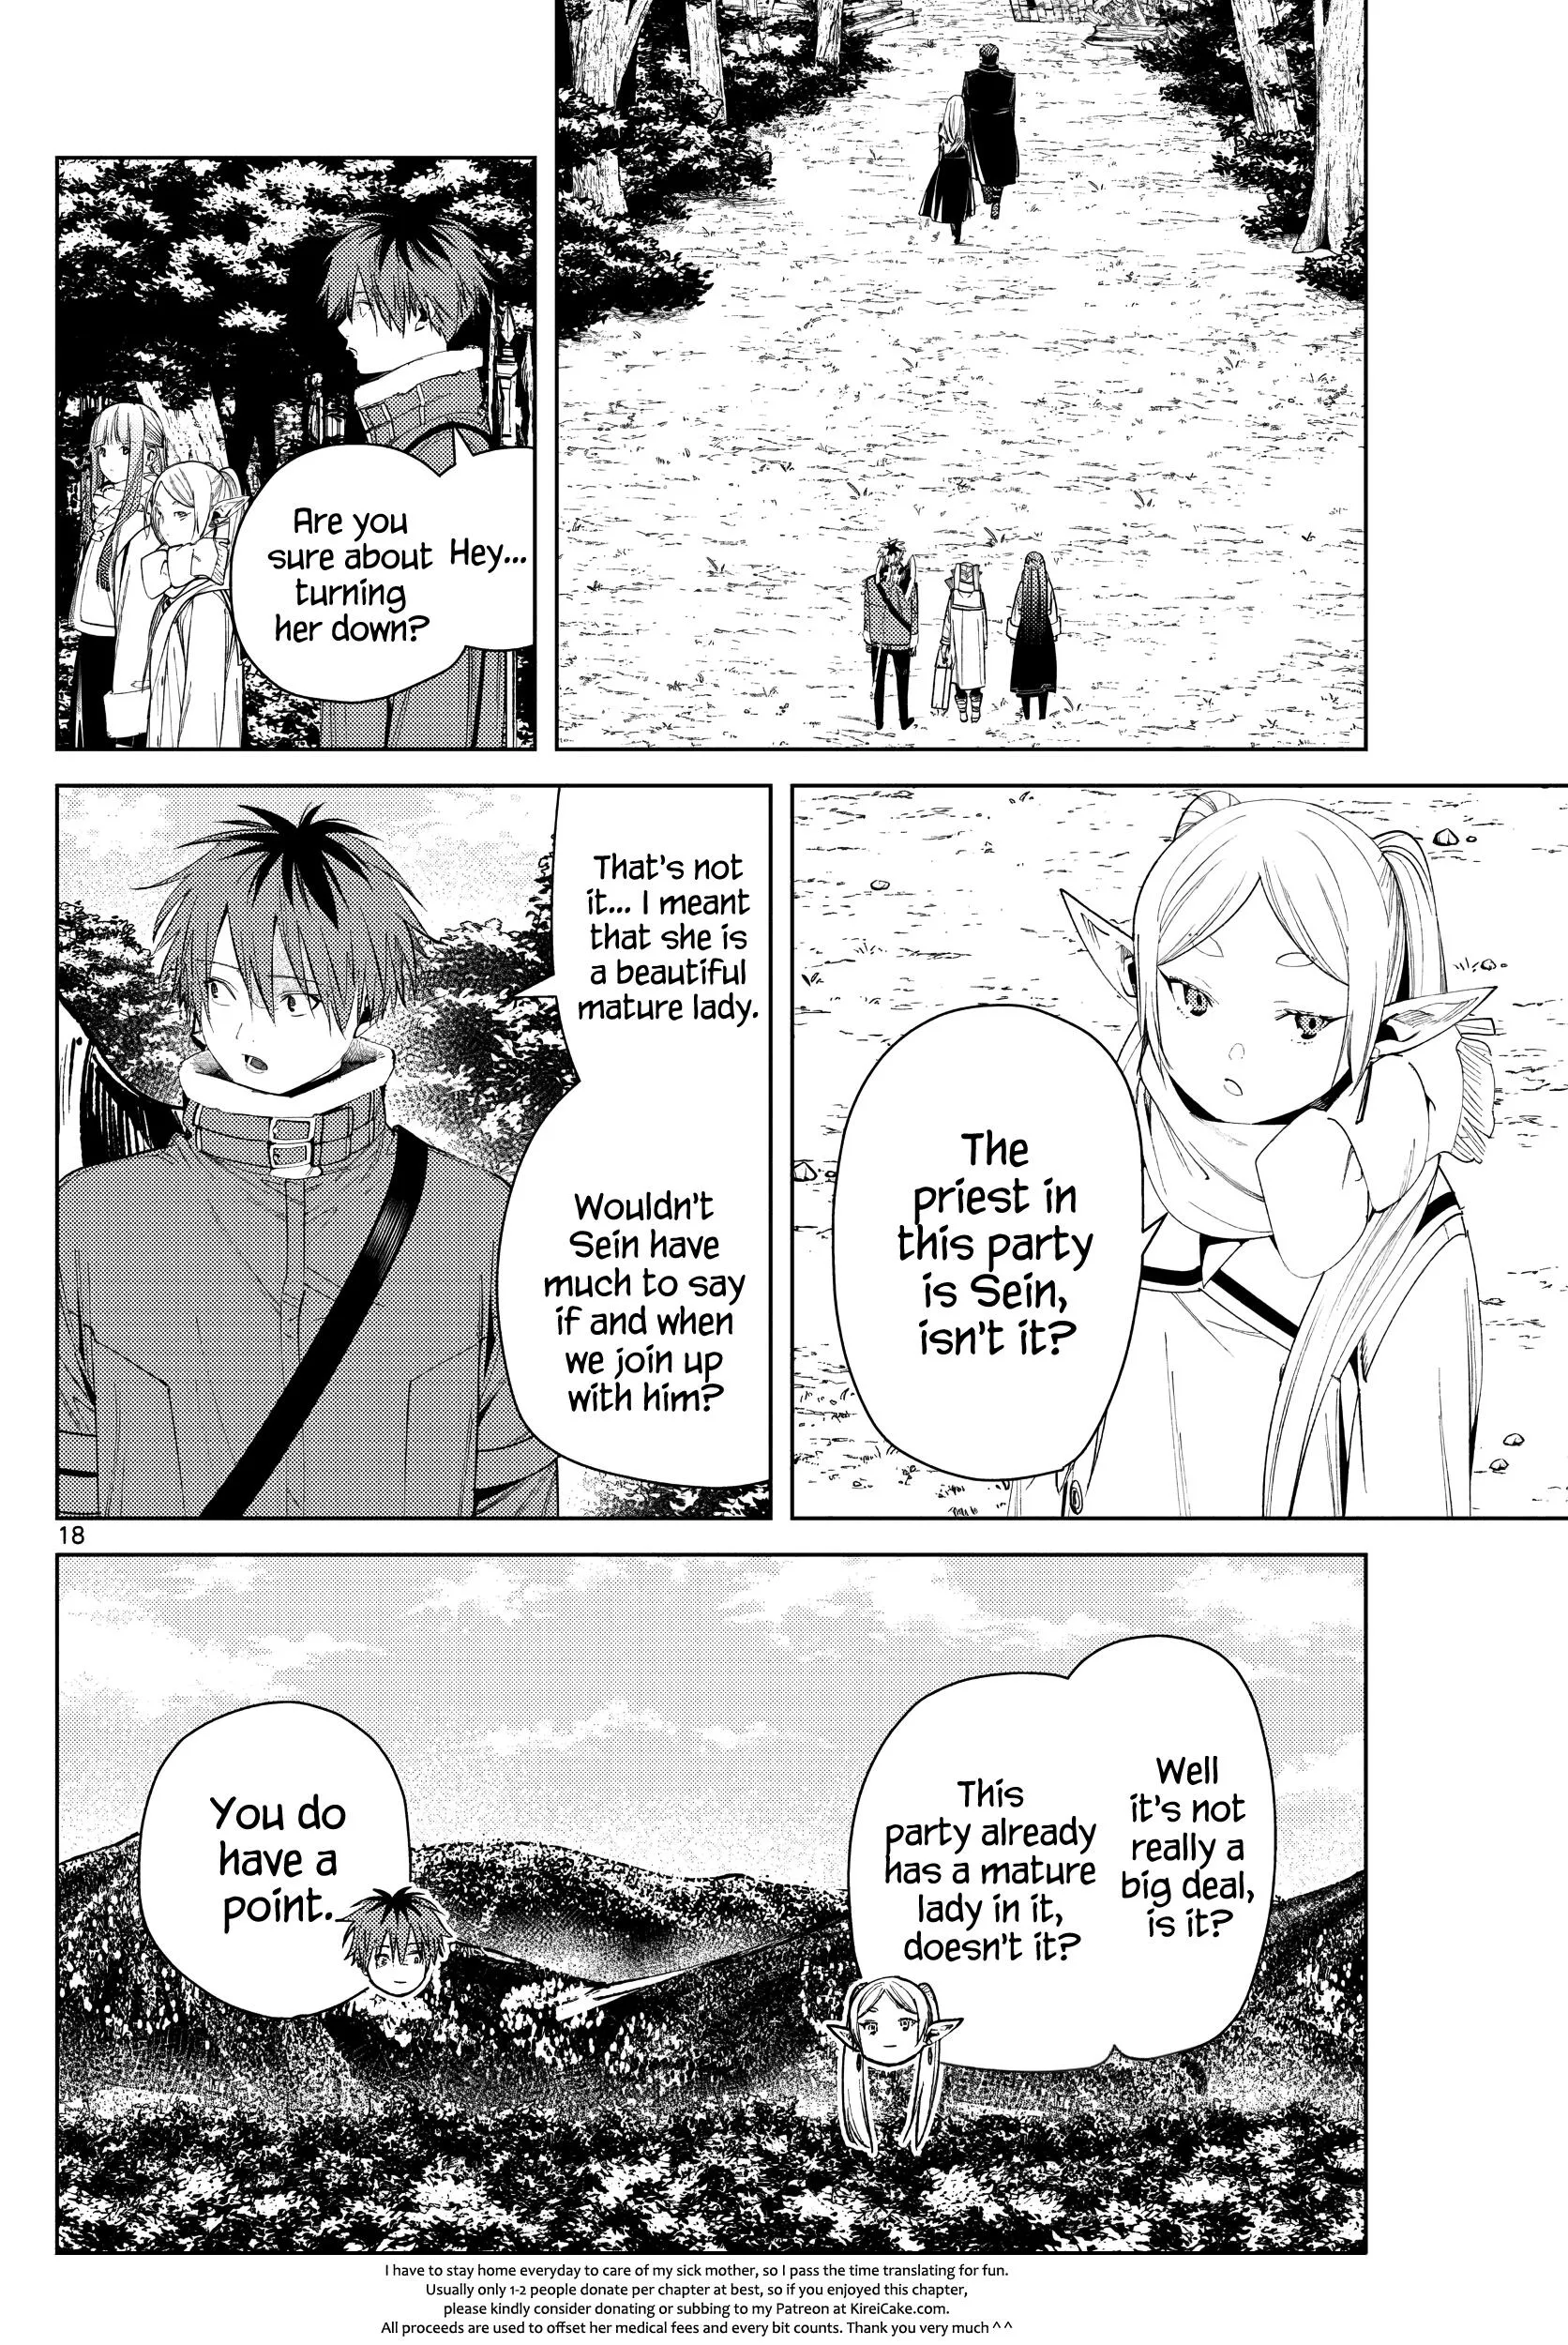 Hey...
Are you
sure about
turning
her down?
The
priest in
this party
is Sein,
isn't it?
That's not
it... I meant
that she is
a beautiful
mature lady.
Wouldn't
Sein have
much to say
if and when
we join up
with him?
18
Well
it's not
really a
big deal,
is it?
This
party already
has a mature
lady in it,
doesn't it?
You do
have a
point.
I have to stay home everyday to care of my sick mother, so I pass the time translating for fun.
Usually only 1-2 people donate per chapter at best, so if you enjoyed this chapter,
please kindly consider donating or subbing to my Patreon at KireiCake.com.
All proceeds are used to offset her medical fees and every bit counts. Thank you very much ^ ^